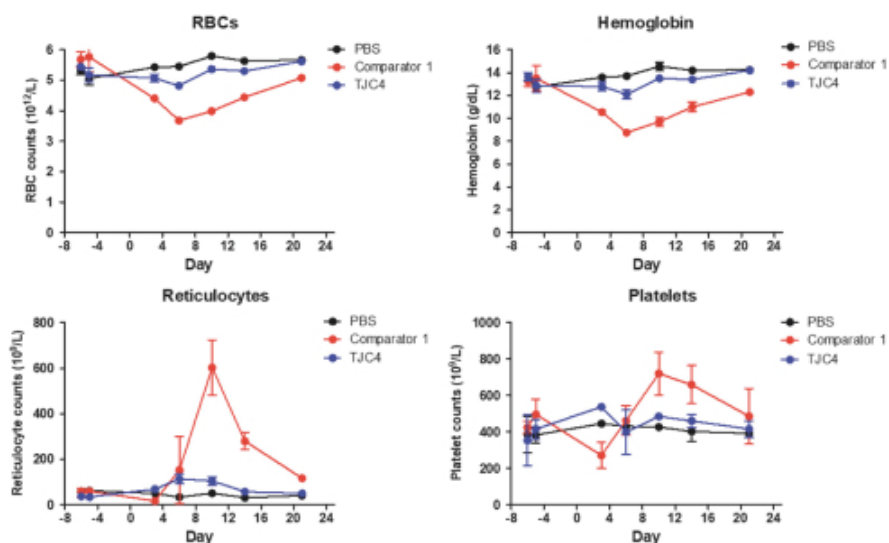 RBCs
RBC counts (10¹²/L)
6
5
4
3
2
1
0
-8 -4 0 4 8 12 16 20 24
Day
PBS
Comparator 1
TJC4
Hemoglobin
Hemoglobin (g/dL)
16
14
12
10
8
6
4
2
0
-8 -4 0 4 8 12 16 20 24
Day
PBS
Comparator 1
TJC4
Reticulocytes
Reticulocyte counts (10⁹/L)
800
600
400
200
0
-8 -4 0 4 8 12 16 20 24
Day
PBS
Comparator 1
TJC4
Platelets
Platelet counts (10⁹/L)
1000
800
600
400
200
0
-8 -4 0 4 8 12 16 20 24
Day
PBS
Comparator 1
TJC4